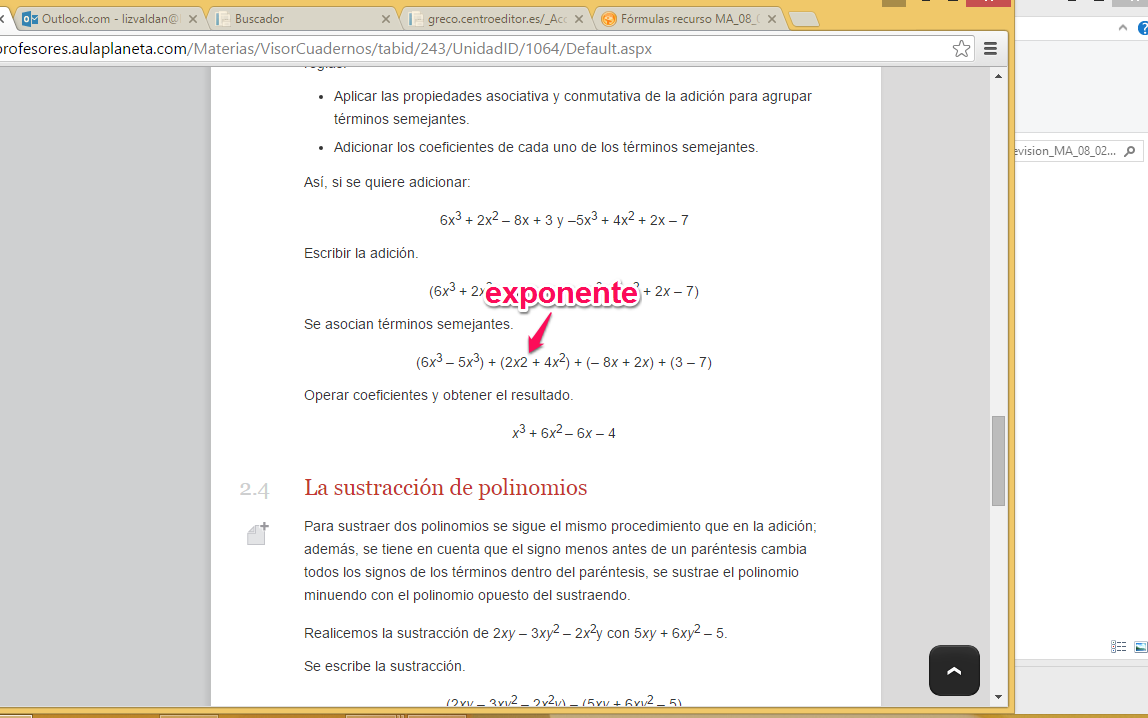 Outlook.com - lizvaldan@
Buscador
greco.centroeditor.es/_Acc
Fórmulas recurso MA_08_0
profesores.aulaplaneta.com/Materias/VisorCuadernos/tabid/243/UnidadID/1064/Default.aspx
evision_MA_08_02...
• Aplicar las propiedades asociativa y conmutativa de la adición para agrupar
términos semejantes.
• Adicionar los coeficientes de cada uno de los términos semejantes.
Así, si se quiere adicionar:
6x³ + 2x² – 8x + 3 y –5x³ + 4x² + 2x – 7
Escribir la adición.
(6x³ + 2x² + 2x – 7)
exponente
Se asocian términos semejantes.
(6x³ – 5x³) + (2x2 + 4x²) + (– 8x + 2x) + (3 – 7)
Operar coeficientes y obtener el resultado.
x³ + 6x² – 6x – 4
2.4 La sustracción de polinomios
Para sustraer dos polinomios se sigue el mismo procedimiento que en la adición;
además, se tiene en cuenta que el signo menos antes de un paréntesis cambia
todos los signos de los términos dentro del paréntesis, se sustrae el polinomio
minuendo con el polinomio opuesto del sustraendo.
Realicemos la sustracción de 2xy – 3xy² – 2x²y con 5xy + 6xy² – 5.
Se escribe la sustracción.
(2xy – 3xy² – 2x²y) – (5xy + 6xy² – 5)